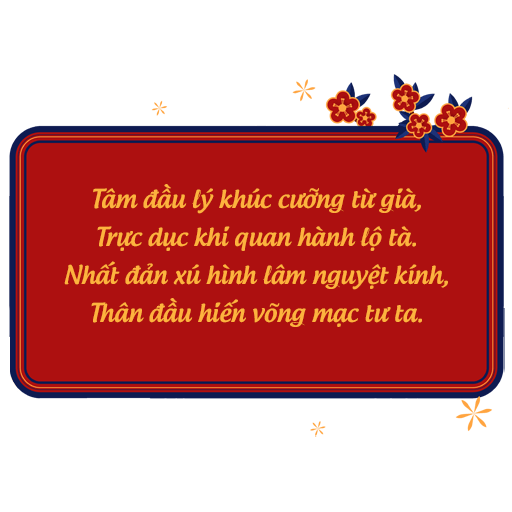 Tâm đầu lý khúc cưỡng từ già,
Trực dục khi quan hành lộ tà.
Nhất đản xú hình lâm nguyệt kính,
Thân đầu hiến võng mạc tư ta.